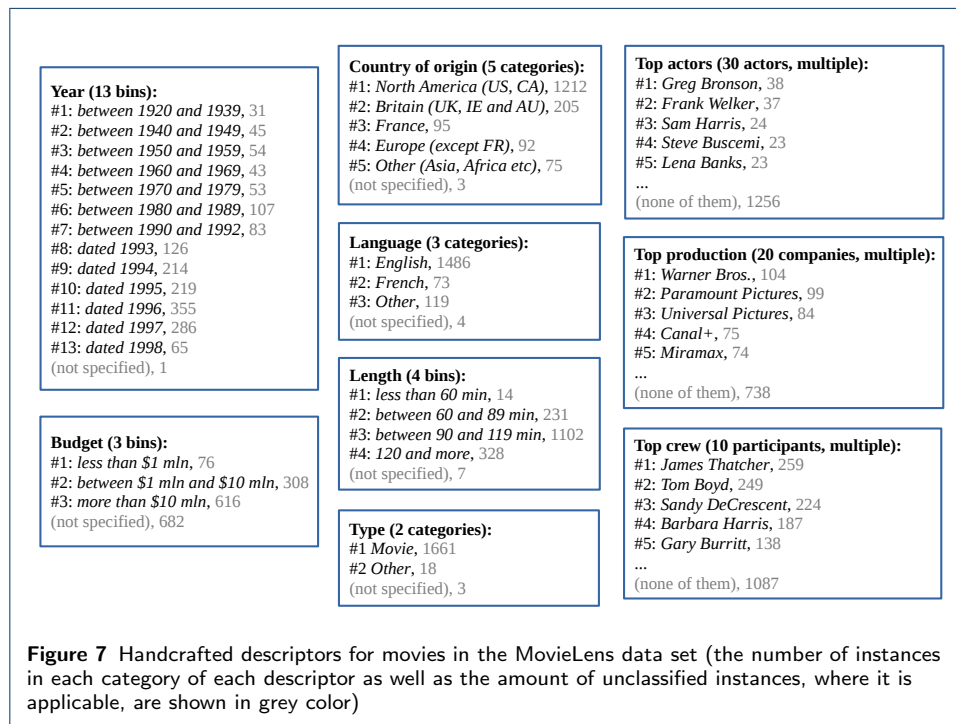 Year (13 bins):
#1: between 1920 and 1939, 31
#2: between 1940 and 1949, 45
#3: between 1950 and 1959, 54
#4: between 1960 and 1969, 43
#5: between 1970 and 1979, 53
#6: between 1980 and 1989, 107
#7: between 1990 and 1992, 83
#8: dated 1993, 126
#9: dated 1994, 214
#10: dated 1995, 219
#11: dated 1996, 355
#12: dated 1997, 286
#13: dated 1998, 65
(not specified), 1
Budget (3 bins):
#1: less than $1 mln, 76
#2: between $1 mln and $10 mln, 308
#3: more than $10 mln, 616
(not specified), 682
Country of origin (5 categories):
#1: North America (US, CA), 1212
#2: Britain (UK, IE and AU), 205
#3: France, 95
#4: Europe (except FR), 92
#5: Other (Asia, Africa etc), 75
(not specified), 3
Language (3 categories):
#1: English, 1486
#2: French, 73
#3: Other, 119
(not specified), 4
Length (4 bins):
#1: less than 60 min, 14
#2: between 60 and 89 min, 231
#3: between 90 and 119 min, 1102
#4: 120 and more, 328
(not specified), 7
Type (2 categories):
#1 Movie, 1661
#2 Other, 18
(not specified), 3
Top actors (30 actors, multiple):
#1: Greg Bronson, 38
#2: Frank Welker, 37
#3: Sam Harris, 24
#4: Steve Buscemi, 23
#5: Lena Banks, 23
...
(none of them), 1256
Top production (20 companies, multiple):
#1: Warner Bros., 104
#2: Paramount Pictures, 99
#3: Universal Pictures, 84
#4: Canal+, 75
#5: Miramax, 74
...
(none of them), 738
Top crew (10 participants, multiple):
#1: James Thatcher, 259
#2: Tom Boyd, 249
#3: Sandy DeCrescent, 224
#4: Barbara Harris, 187
#5: Gary Burritt, 138
...
(none of them), 1087
Figure 7 Handcrafted descriptors for movies in the MovieLens data set (the number of instances
in each category of each descriptor as well as the amount of unclassified instances, where it is
applicable, are shown in grey color)